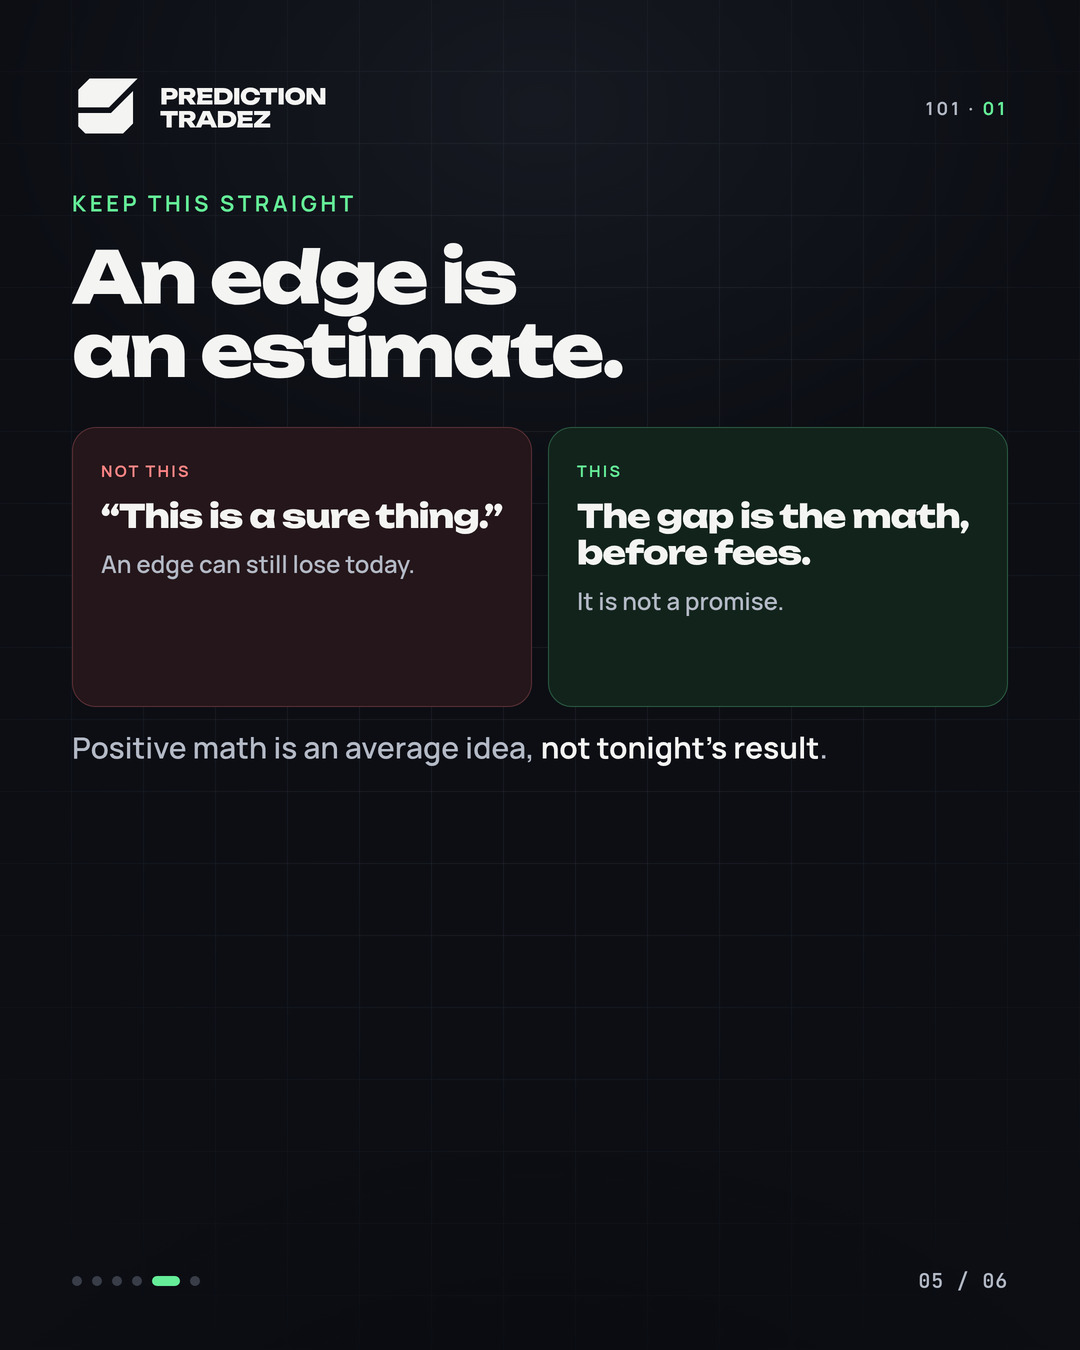 PREDICTION
TRADEZ
101 · 01
KEEP THIS STRAIGHT
An edge is
an estimate.
NOT THIS
“This is a sure thing.”
An edge can still lose today.
THIS
The gap is the math,
before fees.
It is not a promise.
Positive math is an average idea, not tonight’s result.
05 / 06